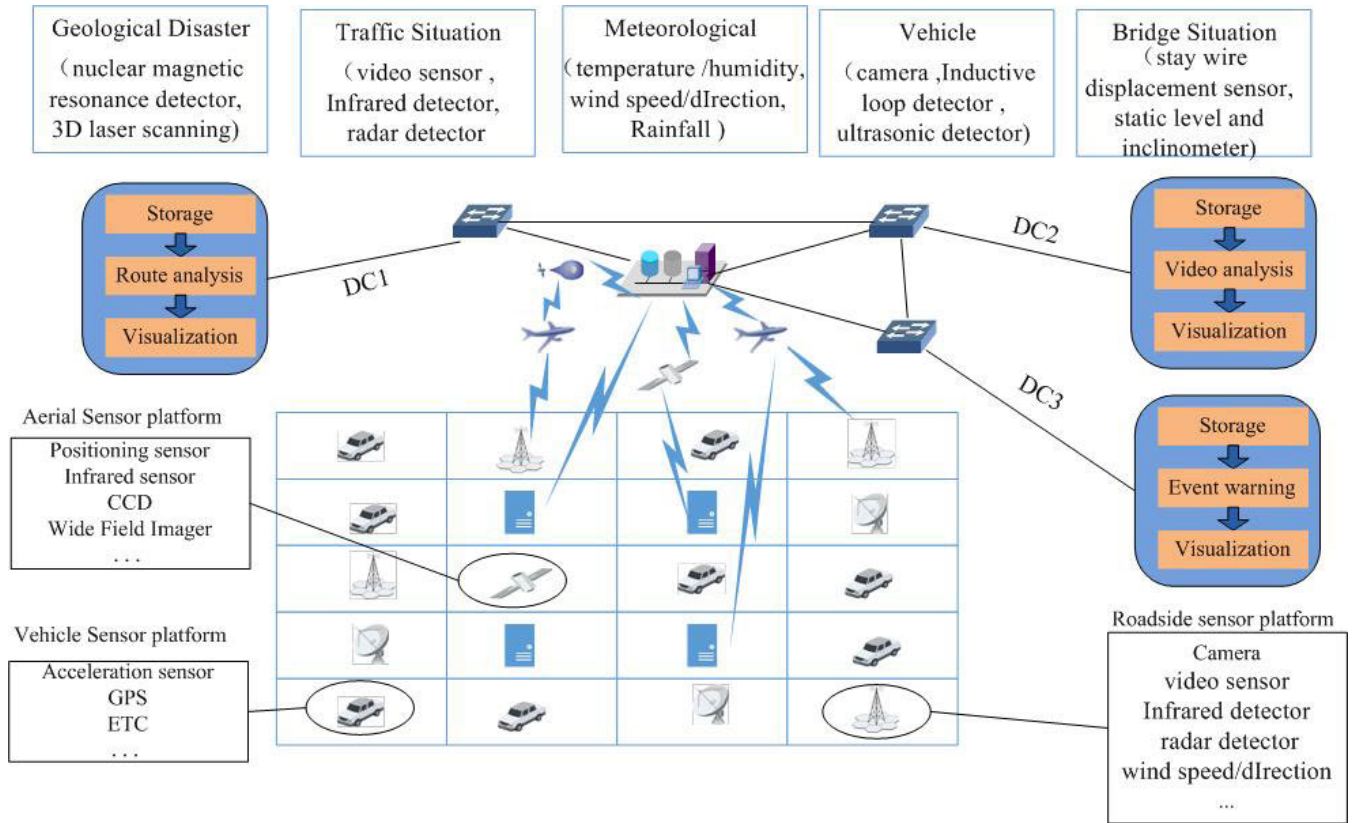 Geological Disaster
（nuclear magnetic
resonance detector,
3D laser scanning)
Traffic Situation
（video sensor ,
Infrared detector,
radar detector
Meteorological
（temperature /humidity,
wind speed/dIrection,
Rainfall ）
Vehicle
（camera ,Inductive
loop detector ,
ultrasonic detector)
Bridge Situation
（stay wire
displacement sensor,
static level and
inclinometer)
Storage
Route analysis
Visualization
DC1
DC2
Storage
Video analysis
Visualization
DC3
Storage
Event warning
Visualization
Aerial Sensor platform
Positioning sensor
Infrared sensor
CCD
Wide Field Imager
. . .
Vehicle Sensor platform
Acceleration sensor
GPS
ETC
. . .
Roadside sensor platform
Camera
video sensor
Infrared detector
radar detector
wind speed/dIrection
...